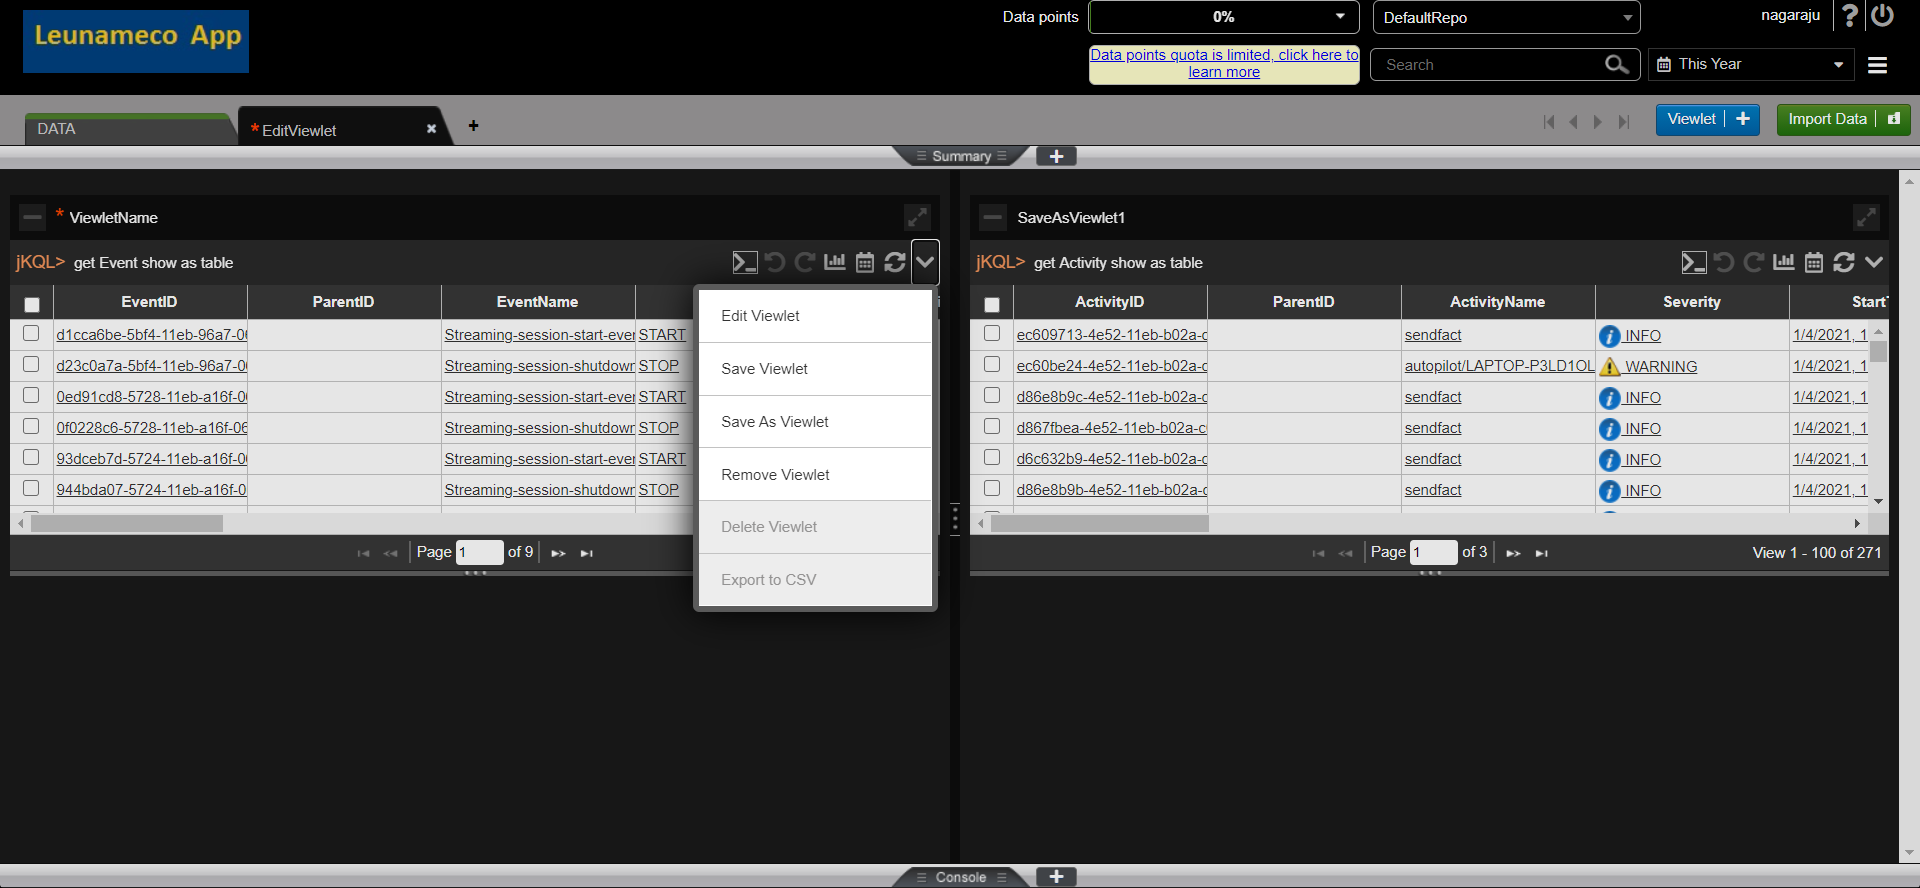 Leunameco App
Data points
0%
DefaultRepo
nagaraju
?
Data points quota is limited, click here to
learn more
Search
This Year
DATA
*EditViewlet
Viewlet
Import Data
Summary
* ViewletName
SaveAsViewlet1
jKQL> get Event show as table
jKQL> get Activity show as table
EventID ParentID EventName
d1cca6be-5bf4-11eb-96a7-0 Streaming-session-start-ever START
d23c0a7a-5bf4-11eb-96a7-0 Streaming-session-shutdown STOP
0ed91cd8-5728-11eb-a16f-0 Streaming-session-start-ever START
0f0228c6-5728-11eb-a16f-06 Streaming-session-shutdown STOP
93dceb7d-5724-11eb-a16f-0 Streaming-session-start-ever START
944bda07-5724-11eb-a16f-0 Streaming-session-shutdown STOP
Page 1 of 9
Edit Viewlet
Save Viewlet
Save As Viewlet
Remove Viewlet
Delete Viewlet
Export to CSV
ActivityID ParentID ActivityName Severity Start
ec609713-4e52-11eb-b02a-c sendfact INFO 1/4/2021, 1
ec60be24-4e52-11eb-b02a-c autopilot/LAPTOP-P3LD1OL WARNING 1/4/2021, 1
d86e8b9c-4e52-11eb-b02a-c sendfact INFO 1/4/2021, 1
d867fbea-4e52-11eb-b02a-c sendfact INFO 1/4/2021, 1
d6c632b9-4e52-11eb-b02a-c sendfact INFO 1/4/2021, 1
d86e8b9b-4e52-11eb-b02a-c sendfact INFO 1/4/2021, 1
Page 1 of 3
View 1 - 100 of 271
Console